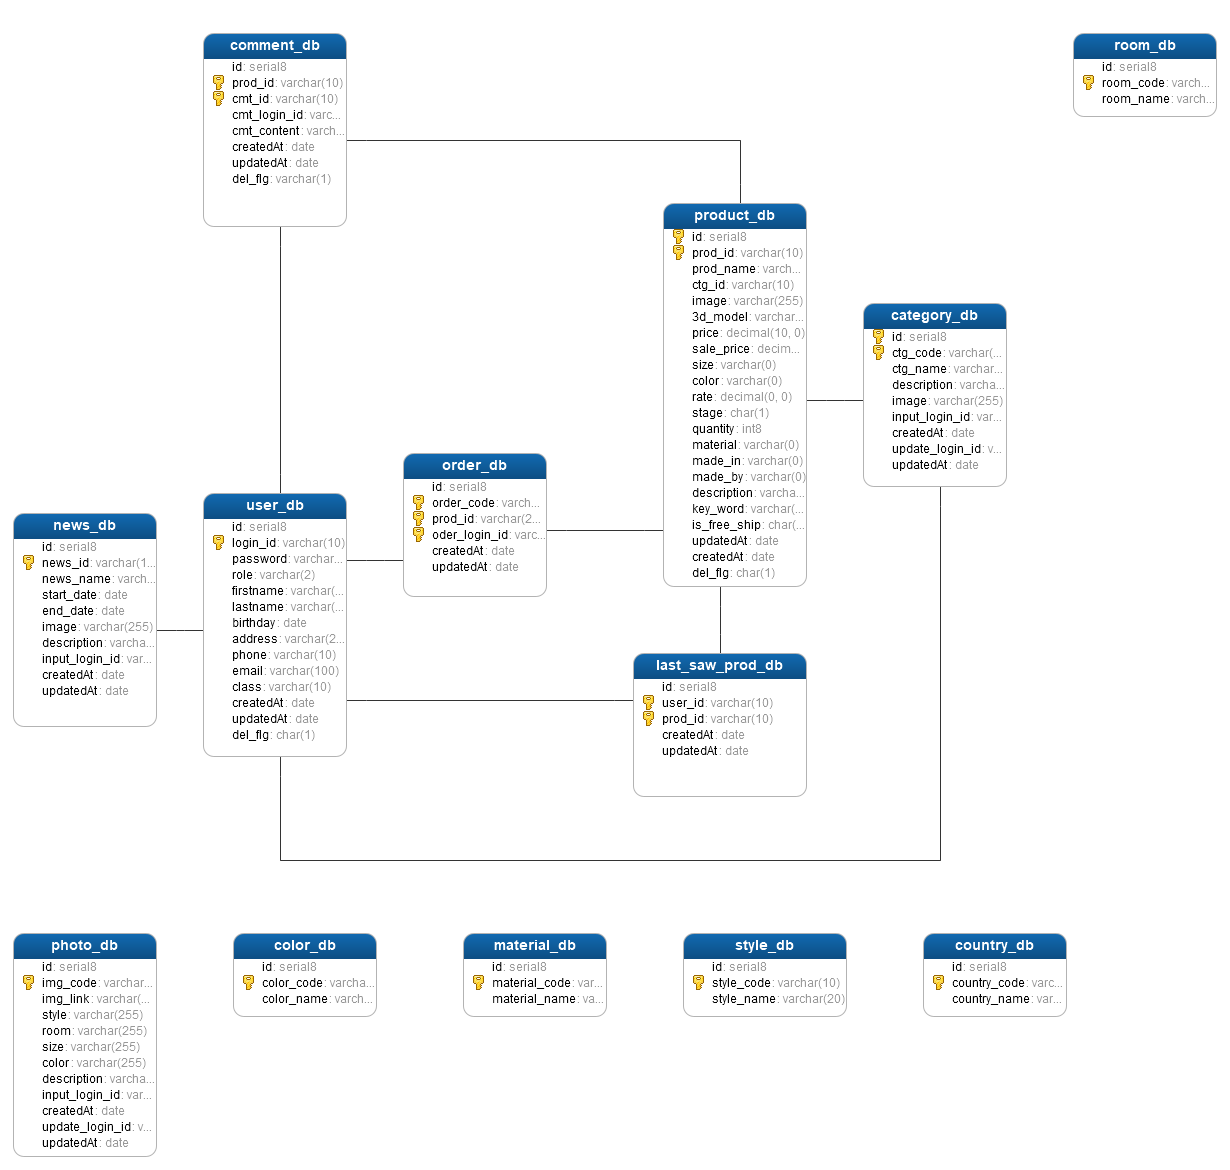 comment_db
id: serial8
prod_id: varchar(10)
cmt_id: varchar(10)
cmt_login_id: varc...
cmt_content: varch...
createdAt: date
updatedAt: date
del_flg: varchar(1)
room_db
id: serial8
room_code: varch...
room_name: varch...
product_db
id: serial8
prod_id: varchar(10)
prod_name: varch...
ctg_id: varchar(10)
image: varchar(255)
3d_model: varchar...
price: decimal(10, 0)
sale_price: decim...
size: varchar(0)
color: varchar(0)
rate: decimal(0, 0)
stage: char(1)
quantity: int8
material: varchar(0)
made_in: varchar(0)
made_by: varchar(0)
description: varcha...
key_word: varchar(...
is_free_ship: char(...
updatedAt: date
createdAt: date
del_flg: char(1)
category_db
id: serial8
ctg_code: varchar(...
ctg_name: varchar...
description: varcha...
image: varchar(255)
input_login_id: var...
createdAt: date
update_login_id: v...
updatedAt: date
order_db
id: serial8
order_code: varch...
prod_id: varchar(2...
oder_login_id: varc...
createdAt: date
updatedAt: date
user_db
id: serial8
login_id: varchar(10)
password: varchar...
role: varchar(2)
firstname: varchar(...
lastname: varchar(...
birthday: date
address: varchar(2...
phone: varchar(10)
email: varchar(100)
class: varchar(10)
createdAt: date
updatedAt: date
del_flg: char(1)
news_db
id: serial8
news_id: varchar(1...
news_name: varch...
start_date: date
end_date: date
image: varchar(255)
description: varcha...
input_login_id: var...
createdAt: date
updatedAt: date
last_saw_prod_db
id: serial8
user_id: varchar(10)
prod_id: varchar(10)
createdAt: date
updatedAt: date
photo_db
id: serial8
img_code: varchar...
img_link: varchar(...
style: varchar(255)
room: varchar(255)
size: varchar(255)
color: varchar(255)
description: varcha...
input_login_id: var...
createdAt: date
update_login_id: v...
updatedAt: date
color_db
id: serial8
color_code: varcha...
color_name: varch...
material_db
id: serial8
material_code: var...
material_name: va...
style_db
id: serial8
style_code: varchar(10)
style_name: varchar(20)
country_db
id: serial8
country_code: varc...
country_name: var...